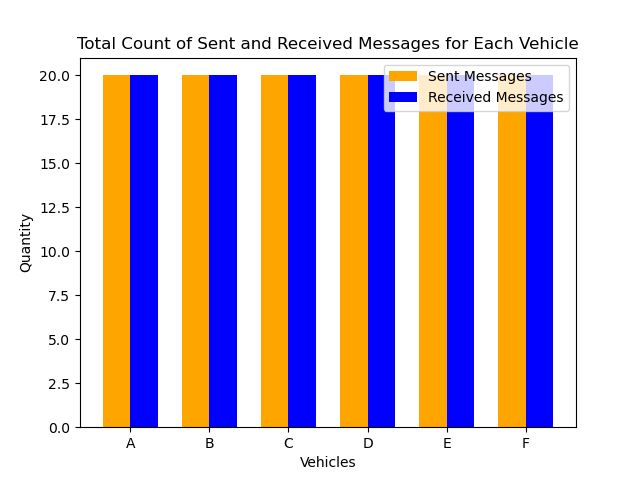 Total Count of Sent and Received Messages for Each Vehicle
Sent Messages
Received Messages
20.0
17.5
15.0
12.5
10.0
7.5
5.0
2.5
0.0
Quantity
A B C D E F
Vehicles